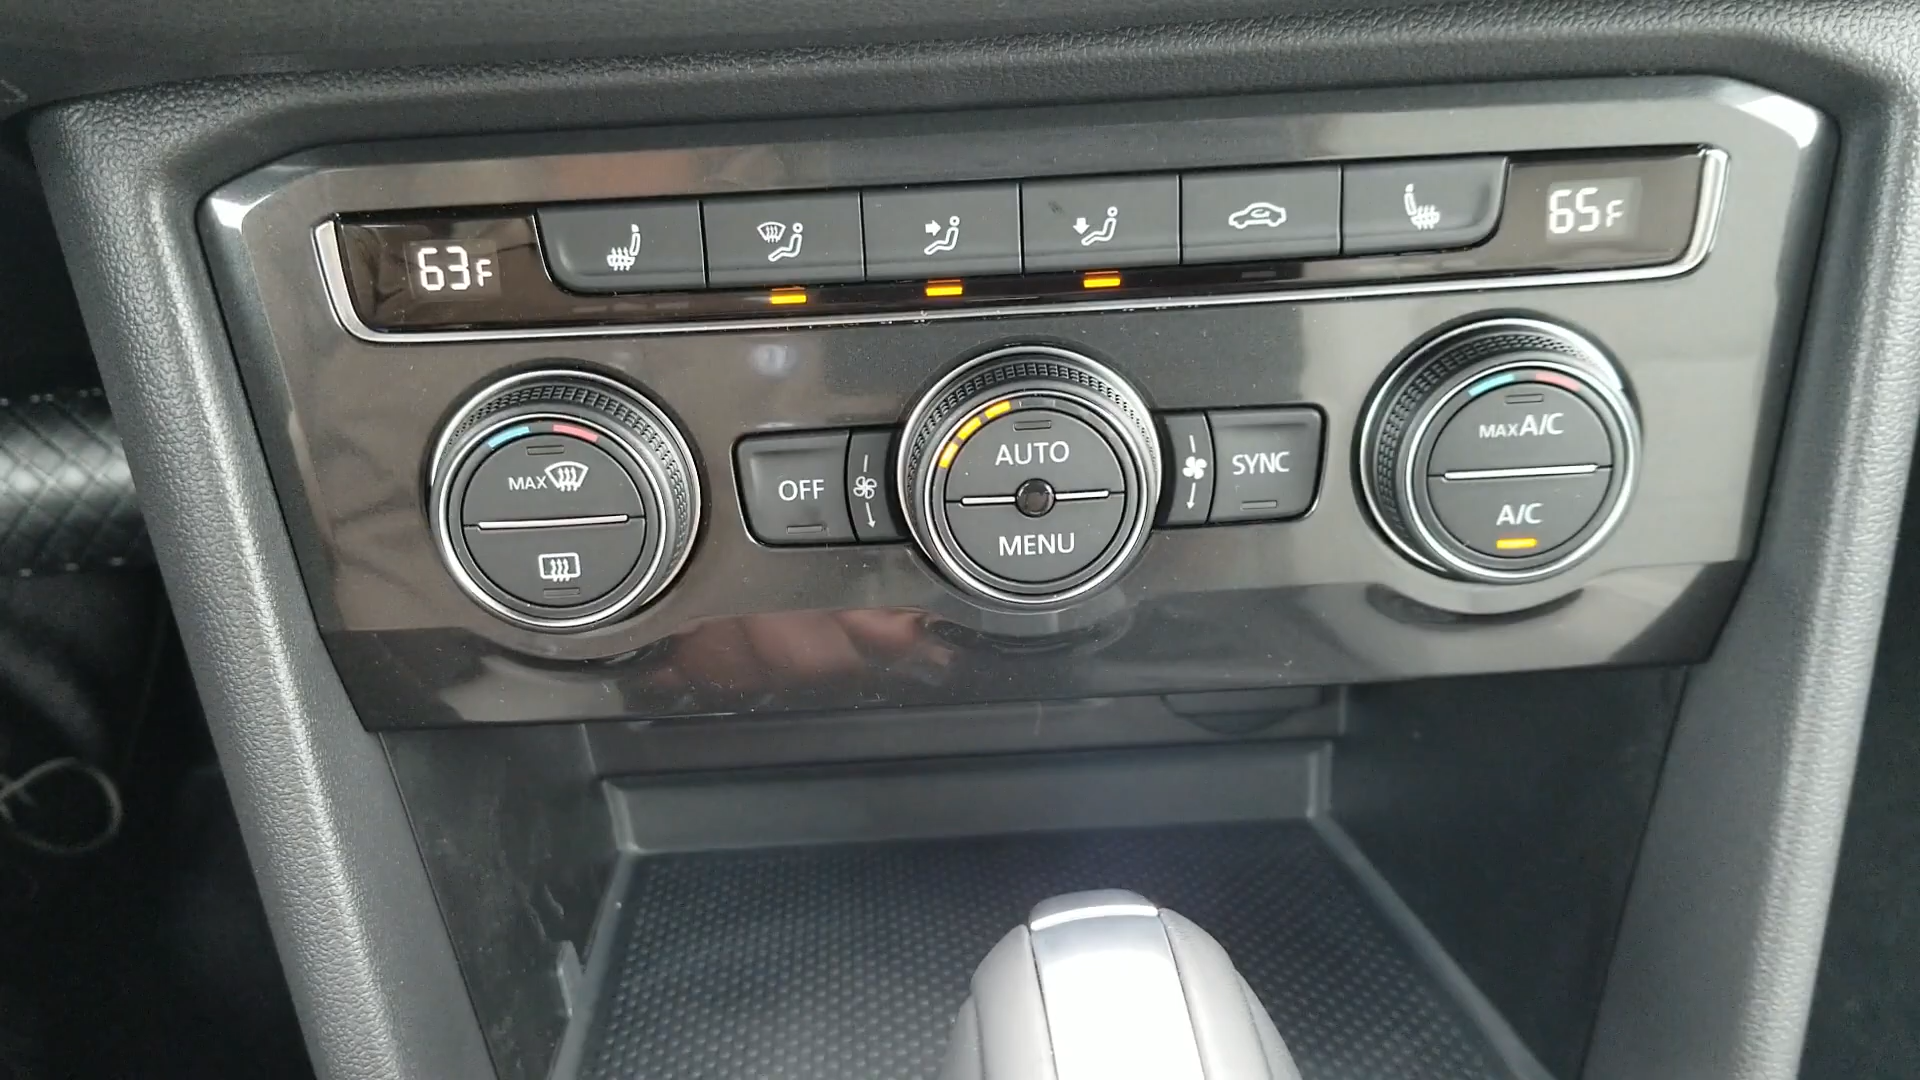 63F
65F
MAX
OFF
AUTO
MENU
SYNC
MAX A/C
A/C